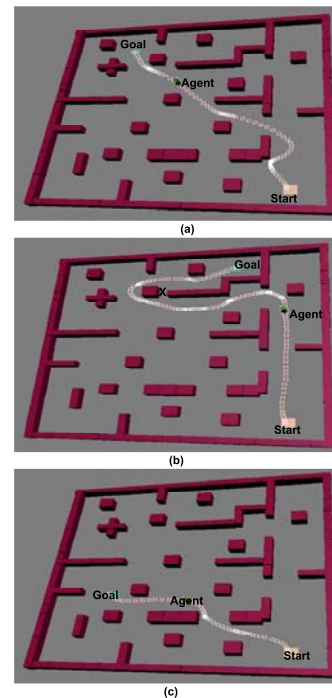 Goal
Agent
Start
(a)
Goal
X
Agent
Start
(b)
Goal
Agent
Start
(c)